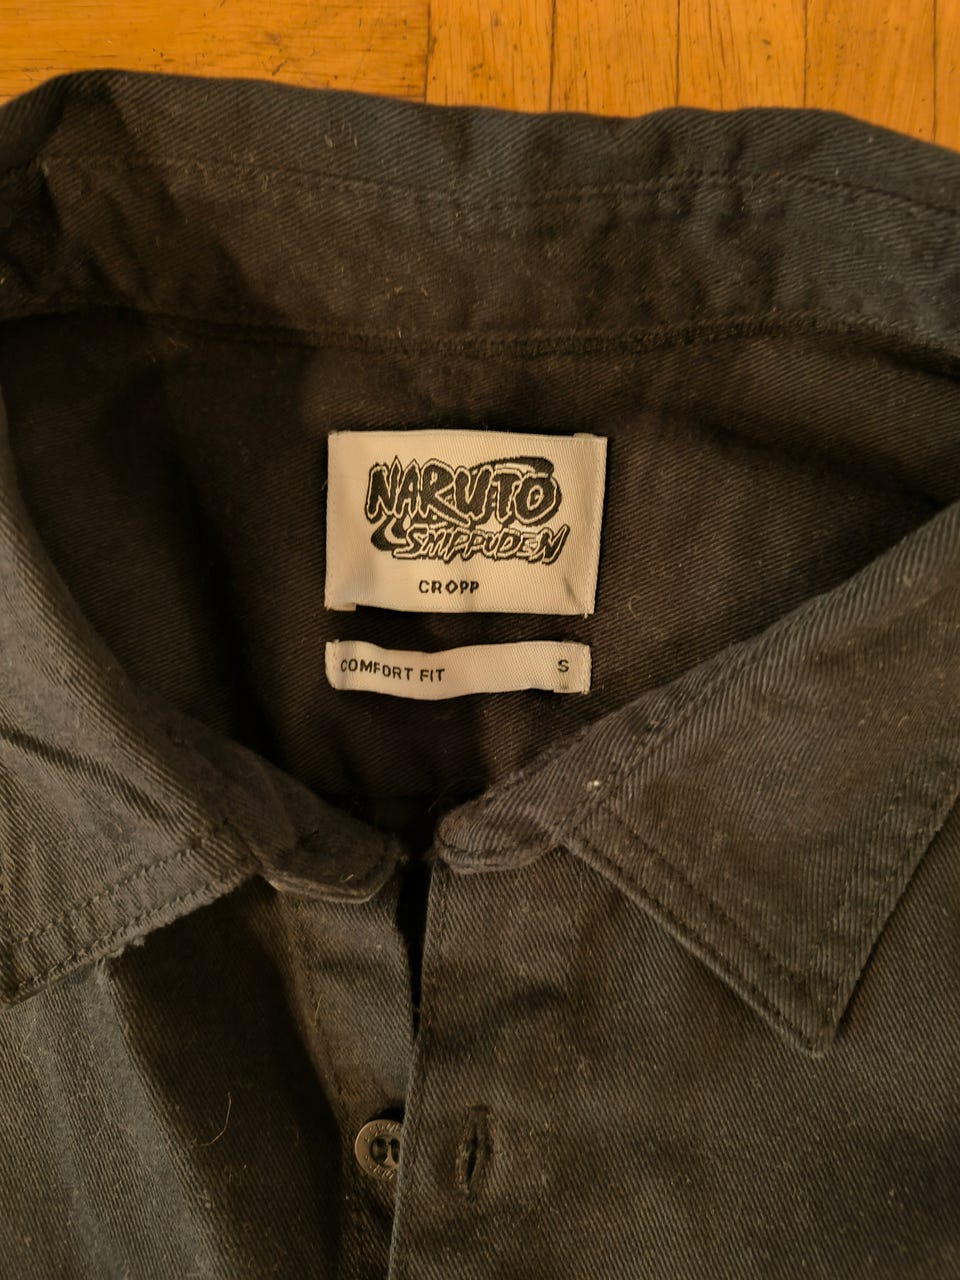 NARUTO
SHIPPUDEN
CROPP
COMFORT FIT S